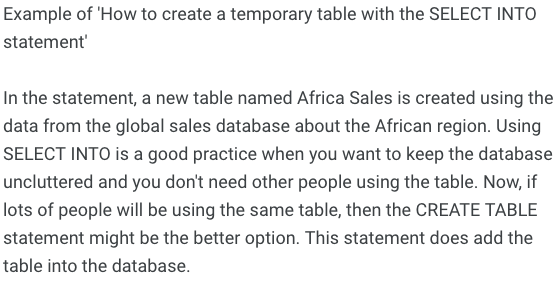 Example of 'How to create a temporary table with the SELECT INTO
statement'
In the statement, a new table named Africa Sales is created using the
data from the global sales database about the African region. Using
SELECT INTO is a good practice when you want to keep the database
uncluttered and you don't need other people using the table. Now, if
lots of people will be using the same table, then the CREATE TABLE
statement might be the better option. This statement does add the
table into the database.